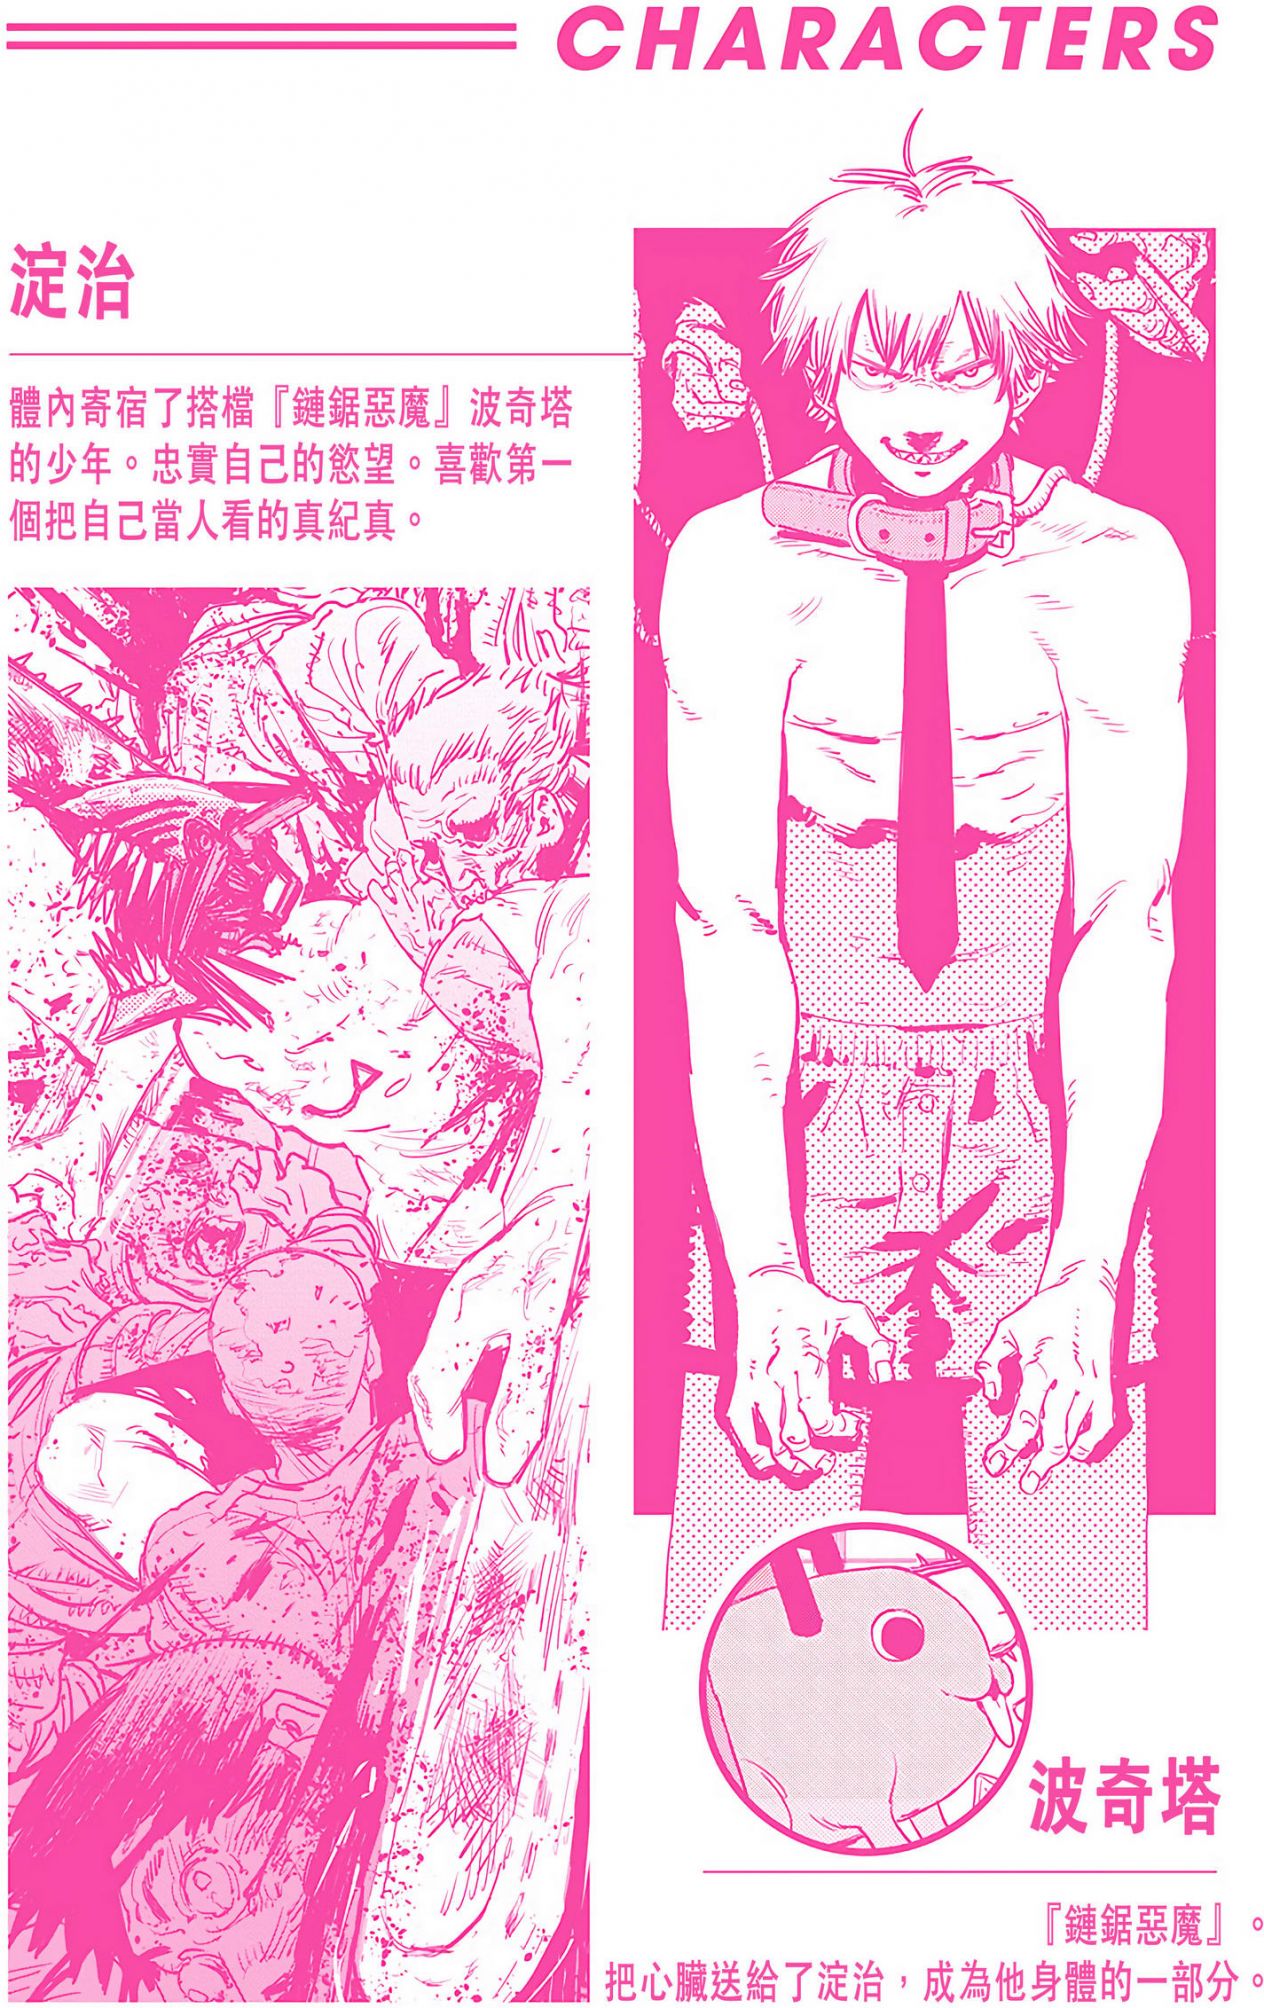 CHARACTERS
淀治
體內寄宿了搭檔『鏈鋸惡魔』波奇塔
的少年。忠實自己的慾望。喜歡第一
個把自己當人看的真紀真。
波奇塔
『鏈鋸惡魔』。
把心臟送給了淀治，成為他身體的一部分。